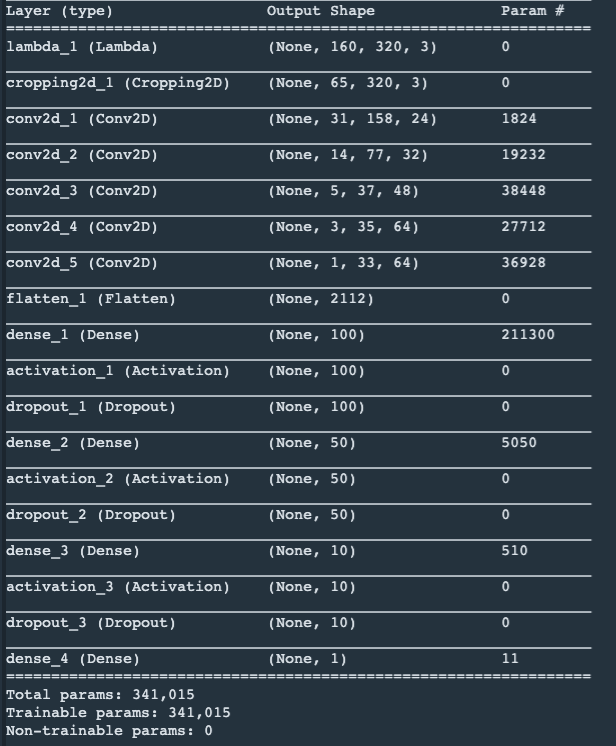 Layer (type) Output Shape Param #
=================================================================
lambda_1 (Lambda) (None, 160, 320, 3) 0
cropping2d_1 (Cropping2D) (None, 65, 320, 3) 0
conv2d_1 (Conv2D) (None, 31, 158, 24) 1824
conv2d_2 (Conv2D) (None, 14, 77, 32) 19232
conv2d_3 (Conv2D) (None, 5, 37, 48) 38448
conv2d_4 (Conv2D) (None, 3, 35, 64) 27712
conv2d_5 (Conv2D) (None, 1, 33, 64) 36928
flatten_1 (Flatten) (None, 2112) 0
dense_1 (Dense) (None, 100) 211300
activation_1 (Activation) (None, 100) 0
dropout_1 (Dropout) (None, 100) 0
dense_2 (Dense) (None, 50) 5050
activation_2 (Activation) (None, 50) 0
dropout_2 (Dropout) (None, 50) 0
dense_3 (Dense) (None, 10) 510
activation_3 (Activation) (None, 10) 0
dropout_3 (Dropout) (None, 10) 0
dense_4 (Dense) (None, 1) 11
=================================================================
Total params: 341,015
Trainable params: 341,015
Non-trainable params: 0